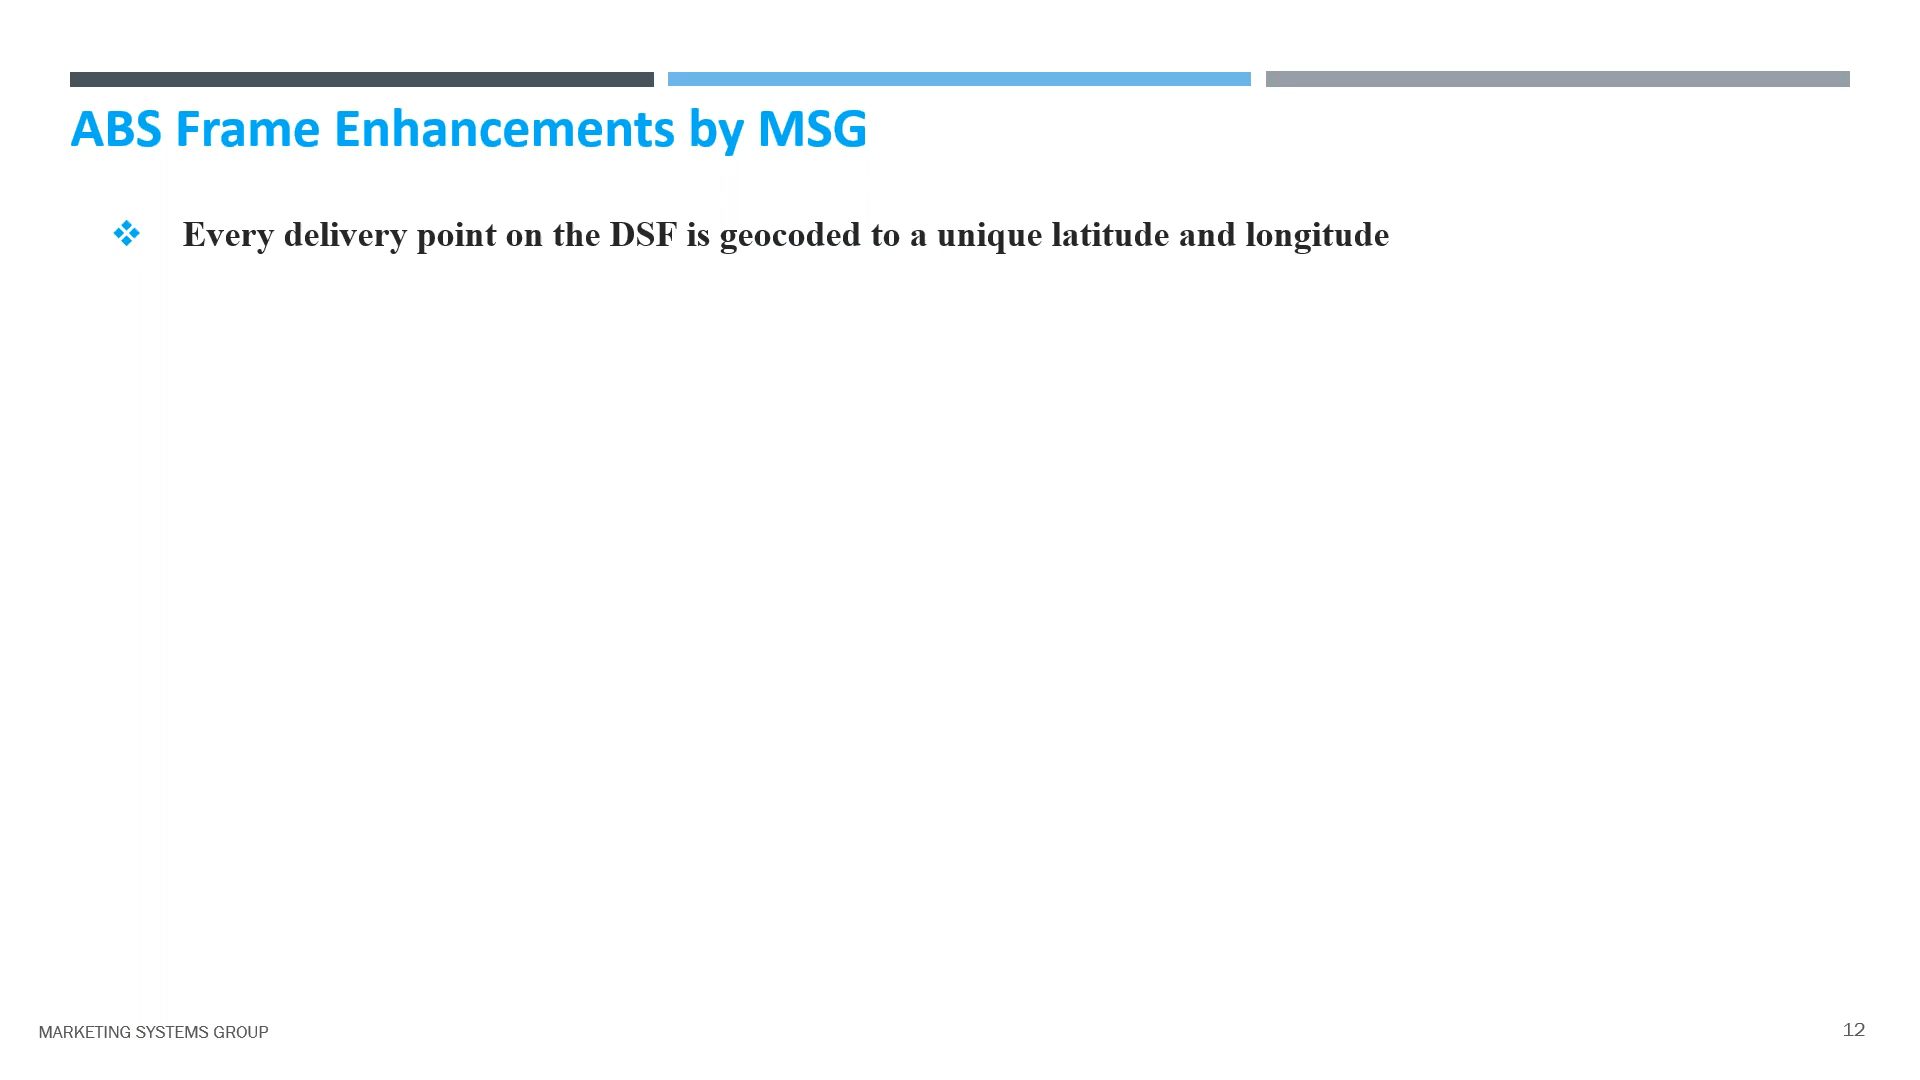 ABS Frame Enhancements by MSG
Every delivery point on the DSF is geocoded to a unique latitude and longitude
MARKETING SYSTEMS GROUP
12